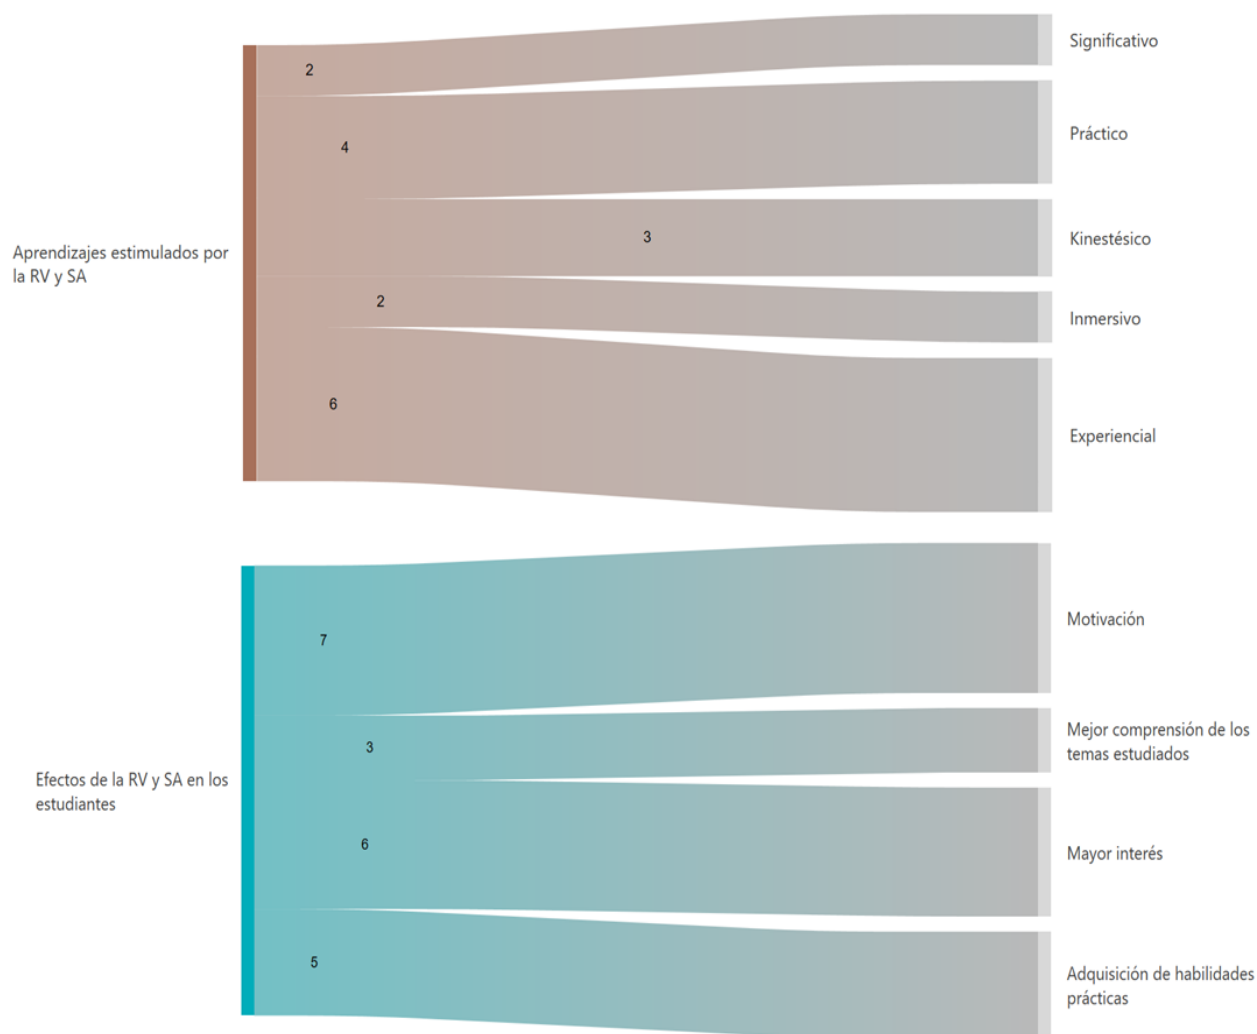 Aprendizajes estimulados por
la RV y SA
2
Significativo
4
Práctico
3
Kinestésico
2
Inmersivo
6
Experiencial
Efectos de la RV y SA en los
estudiantes
7
Motivación
3
Mejor comprensión de los
temas estudiados
6
Mayor interés
5
Adquisición de habilidades
prácticas